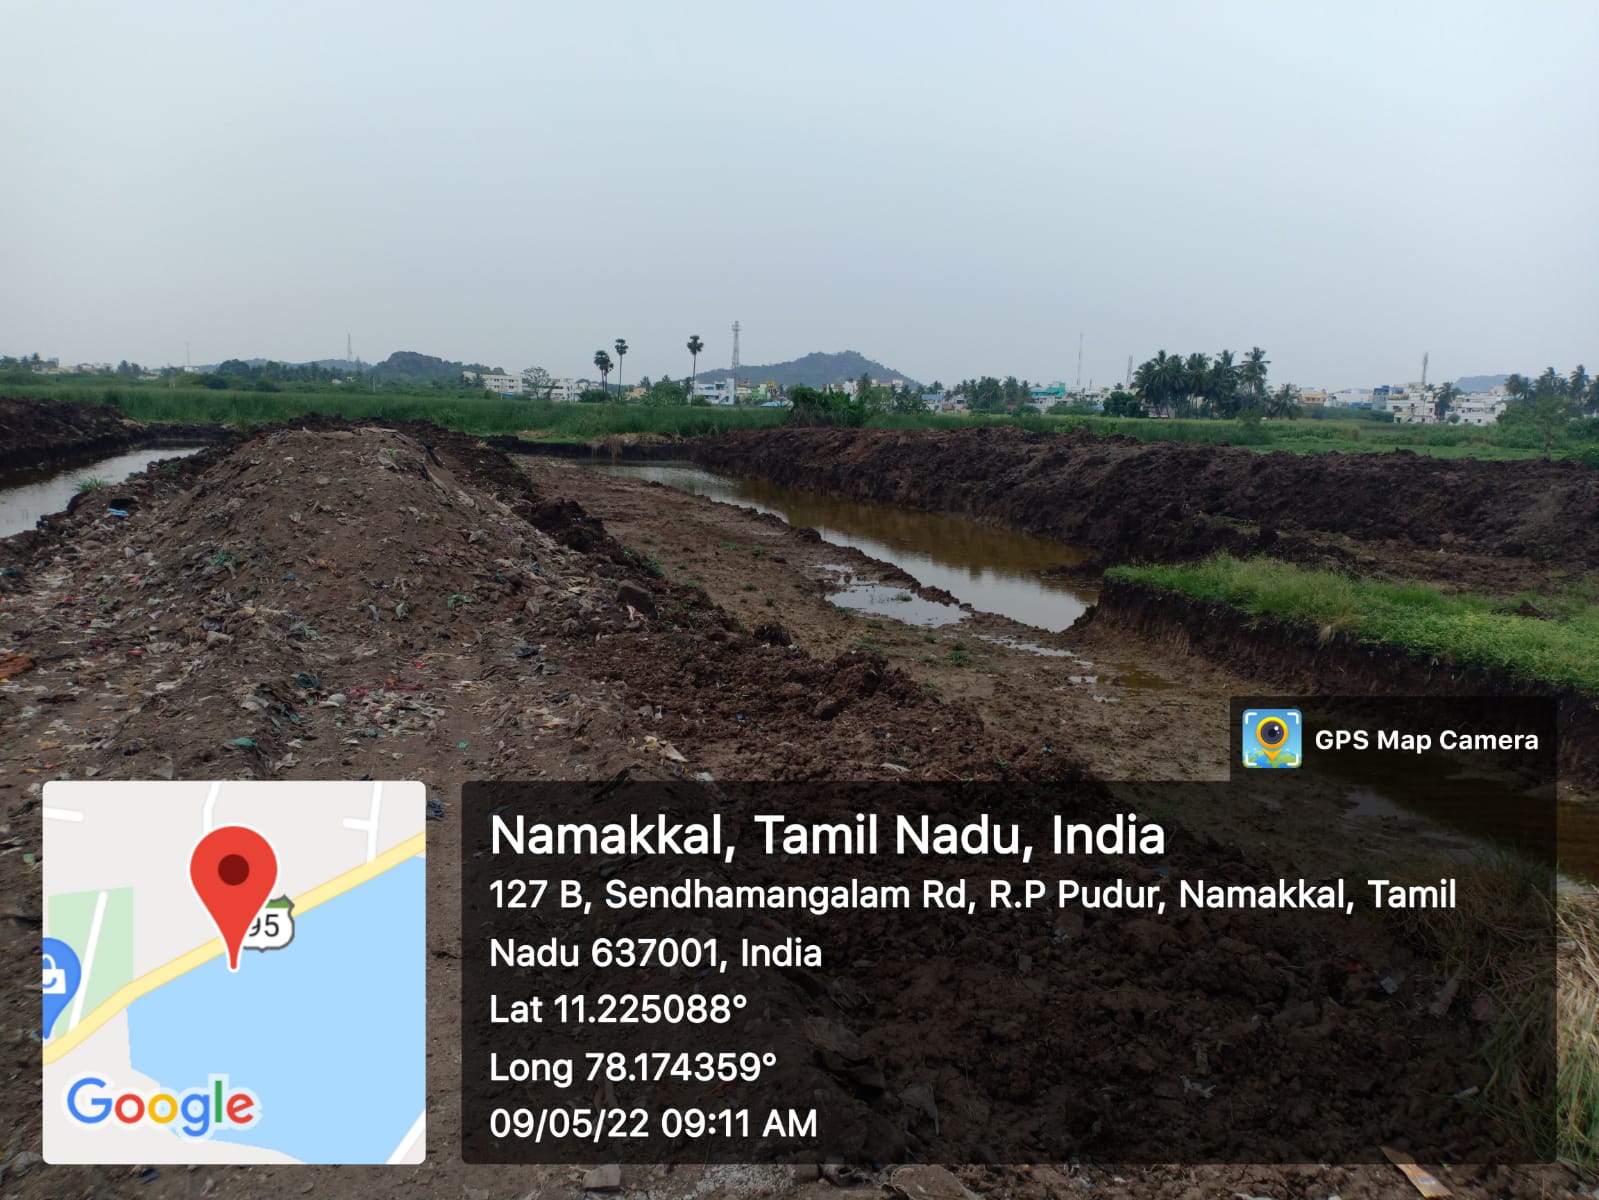 GPS Map Camera
Namakkal, Tamil Nadu, India
127 B, Sendhamangalam Rd, R.P Pudur, Namakkal, Tamil
Nadu 637001, India
Lat 11.225088°
Long 78.174359°
09/05/22 09:11 AM
95
Google